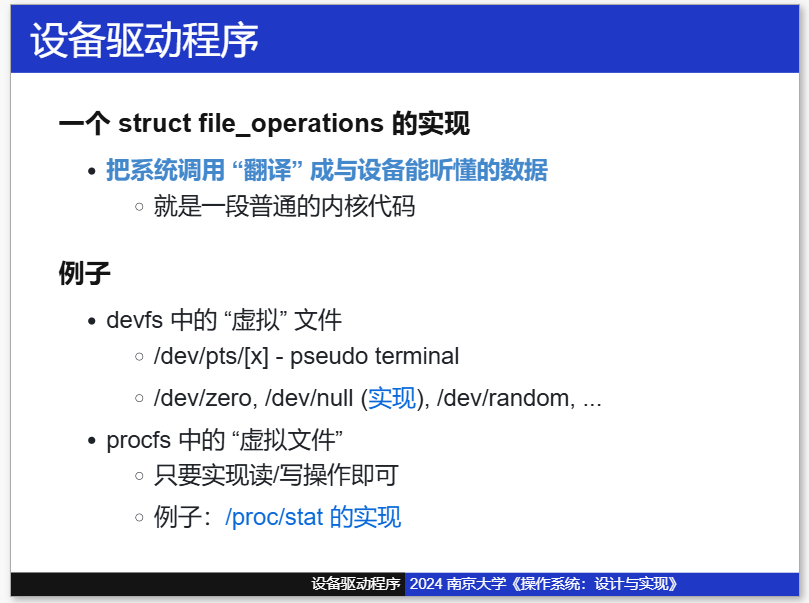 设备驱动程序
一个 struct file_operations 的实现
把系统调用 “翻译” 成与设备能听懂的数据
就是一段普通的内核代码
例子
devfs 中的 “虚拟” 文件
/dev/pts/[x] - pseudo terminal
/dev/zero, /dev/null (实现), /dev/random, ...
procfs 中的 “虚拟文件”
只要实现读/写操作即可
例子：/proc/stat 的实现
设备驱动程序 2024 南京大学《操作系统：设计与实现》